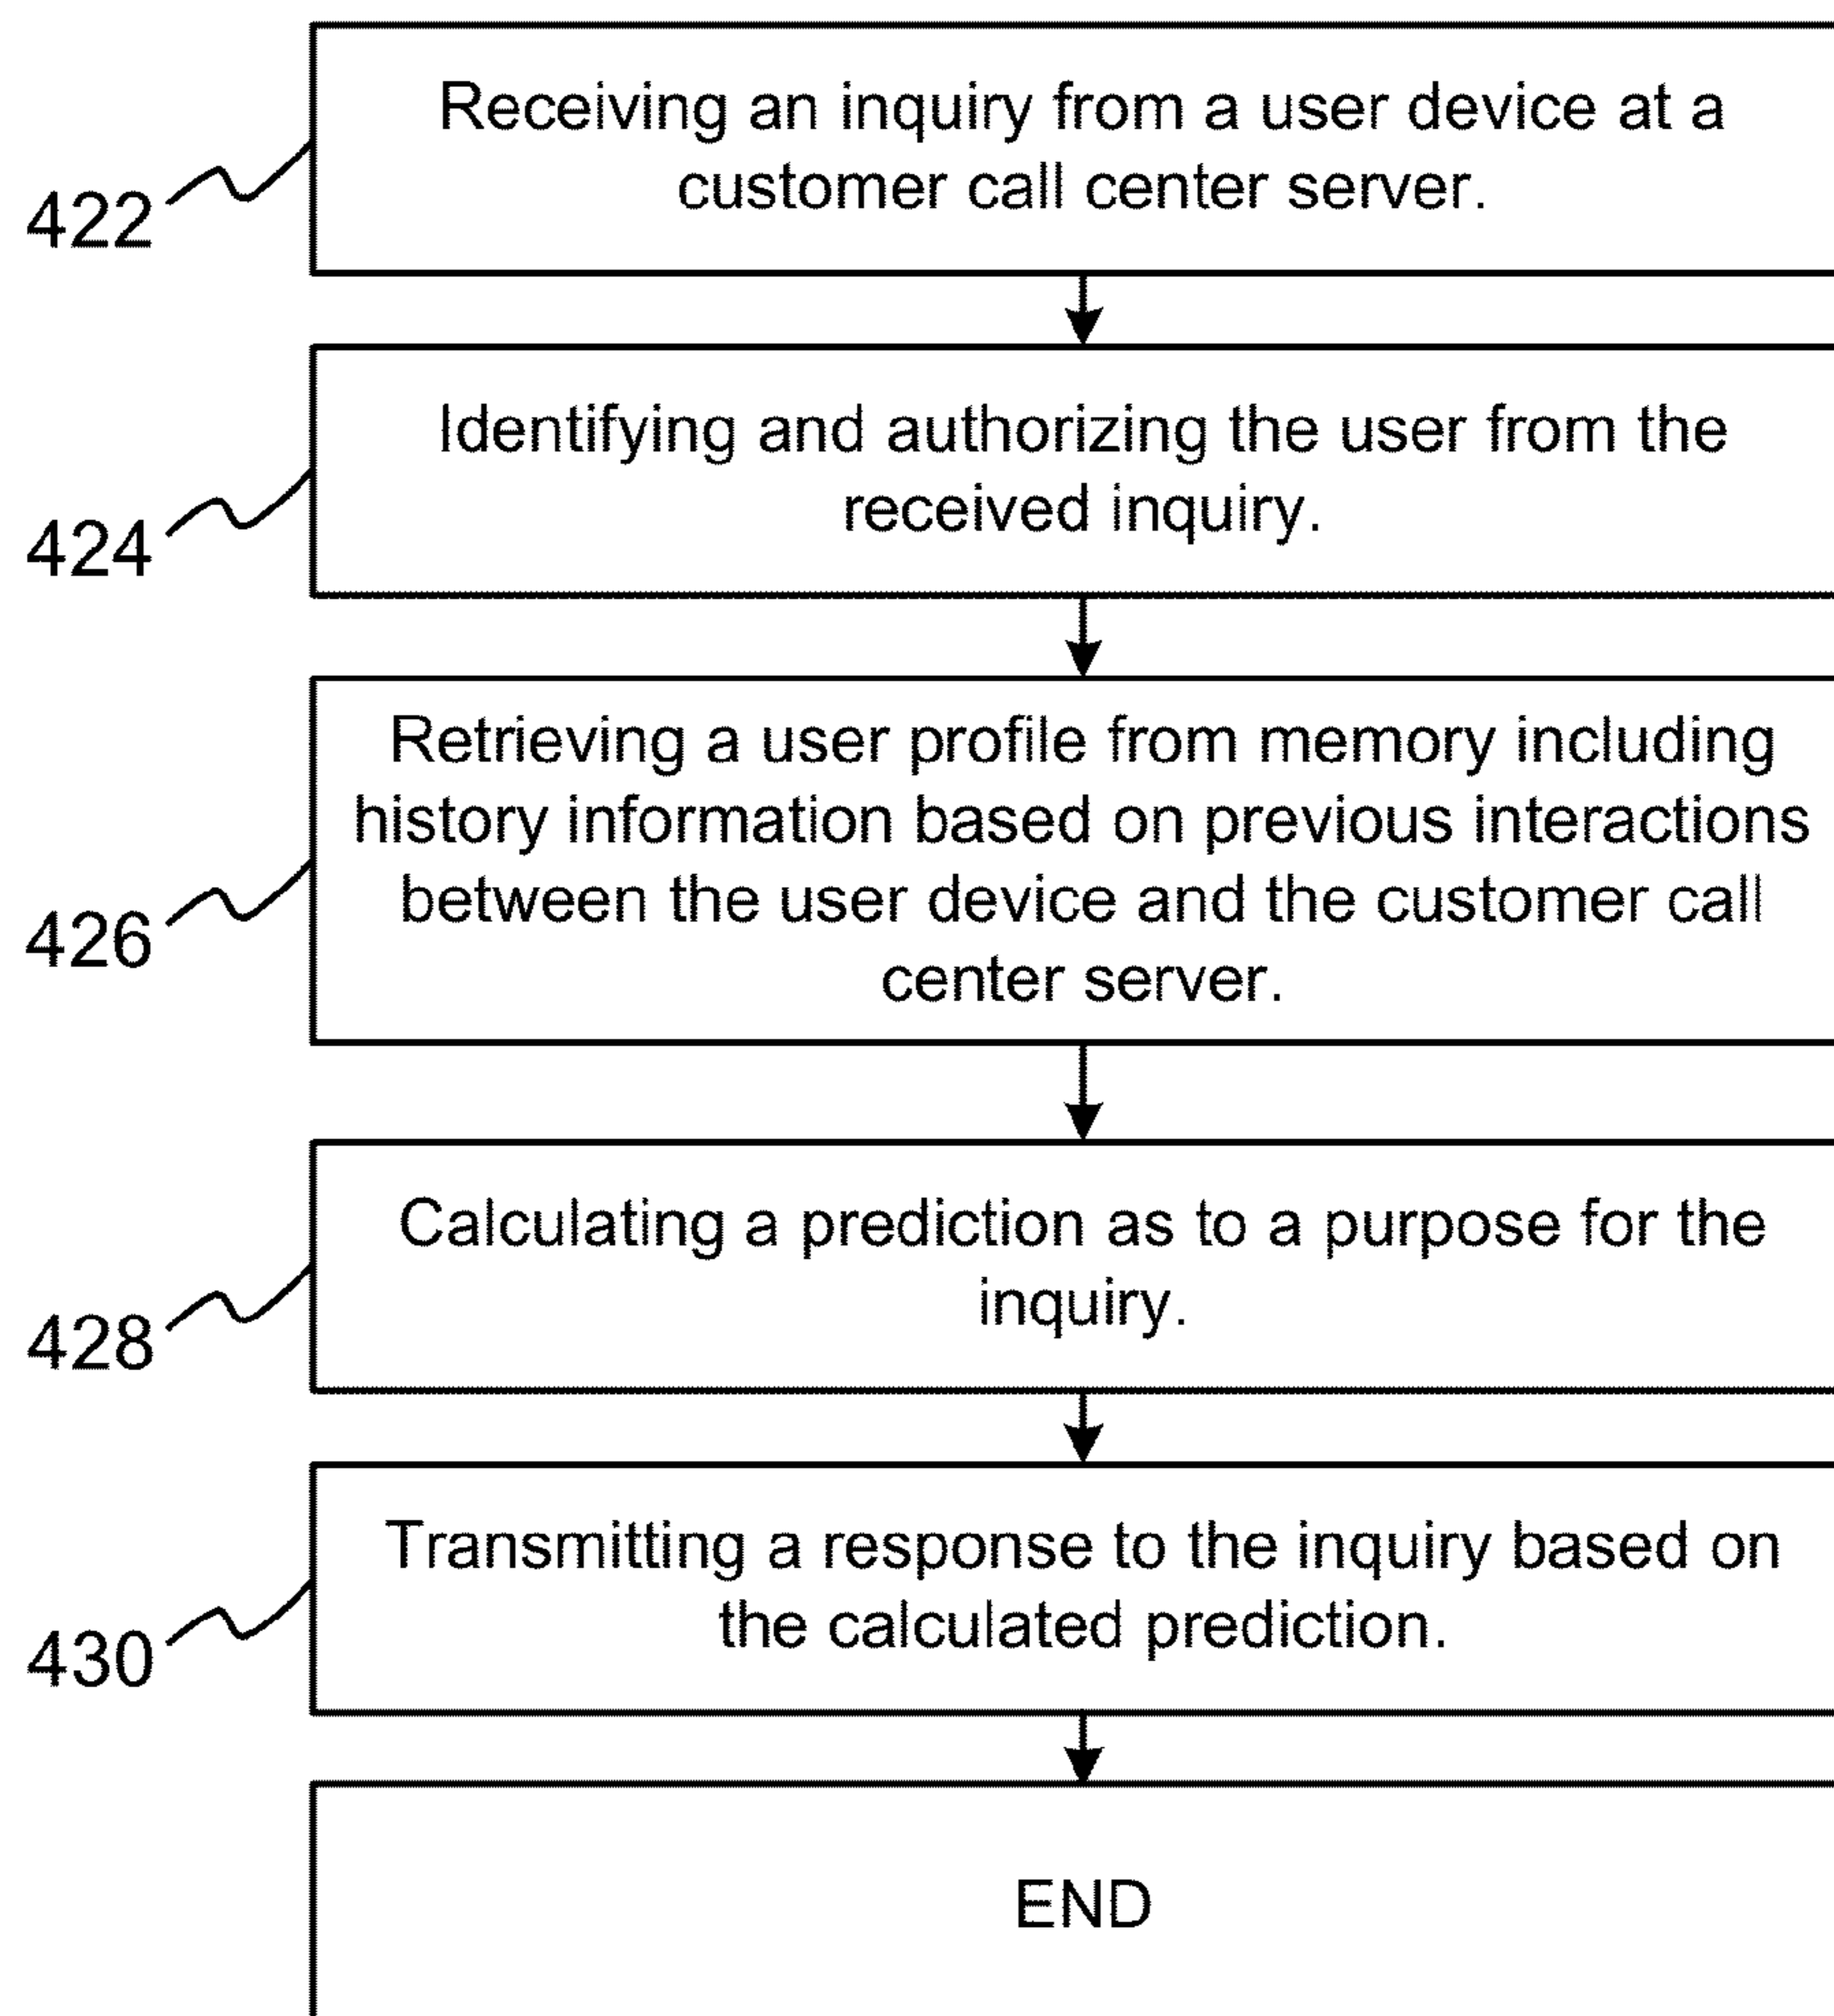 Receiving an inquiry from a user device at a
customer call center server.
422
Identifying and authorizing the user from the
received inquiry.
424
Retrieving a user profile from memory including
history information based on previous interactions
between the user device and the customer call
center server.
426
Calculating a prediction as to a purpose for the
inquiry.
428
Transmitting a response to the inquiry based on
the calculated prediction.
430
END